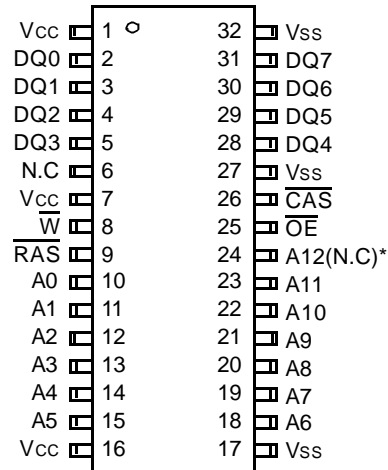 Vcc 1 32 Vss
DQ0 2 31 DQ7
DQ1 3 30 DQ6
DQ2 4 29 DQ5
DQ3 5 28 DQ4
N.C 6 27 Vss
Vcc 7 26 CAS
W 8 25 OE
RAS 9 24 A12(N.C)*
A0 10 23 A11
A1 11 22 A10
A2 12 21 A9
A3 13 20 A8
A4 14 19 A7
A5 15 18 A6
Vcc 16 17 Vss